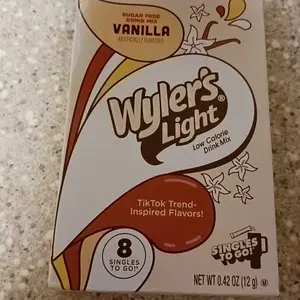 SUGAR FREE
DRINK MIX
VANILLA
ARTIFICIALLY FLAVORED
Wyler's®
Light
Low Calorie
Drink Mix
TikTok Trend-
Inspired Flavors!
8
SINGLES
TO GO!
SINGLES
TO GO!
NET WT 0.42 OZ (12 g)